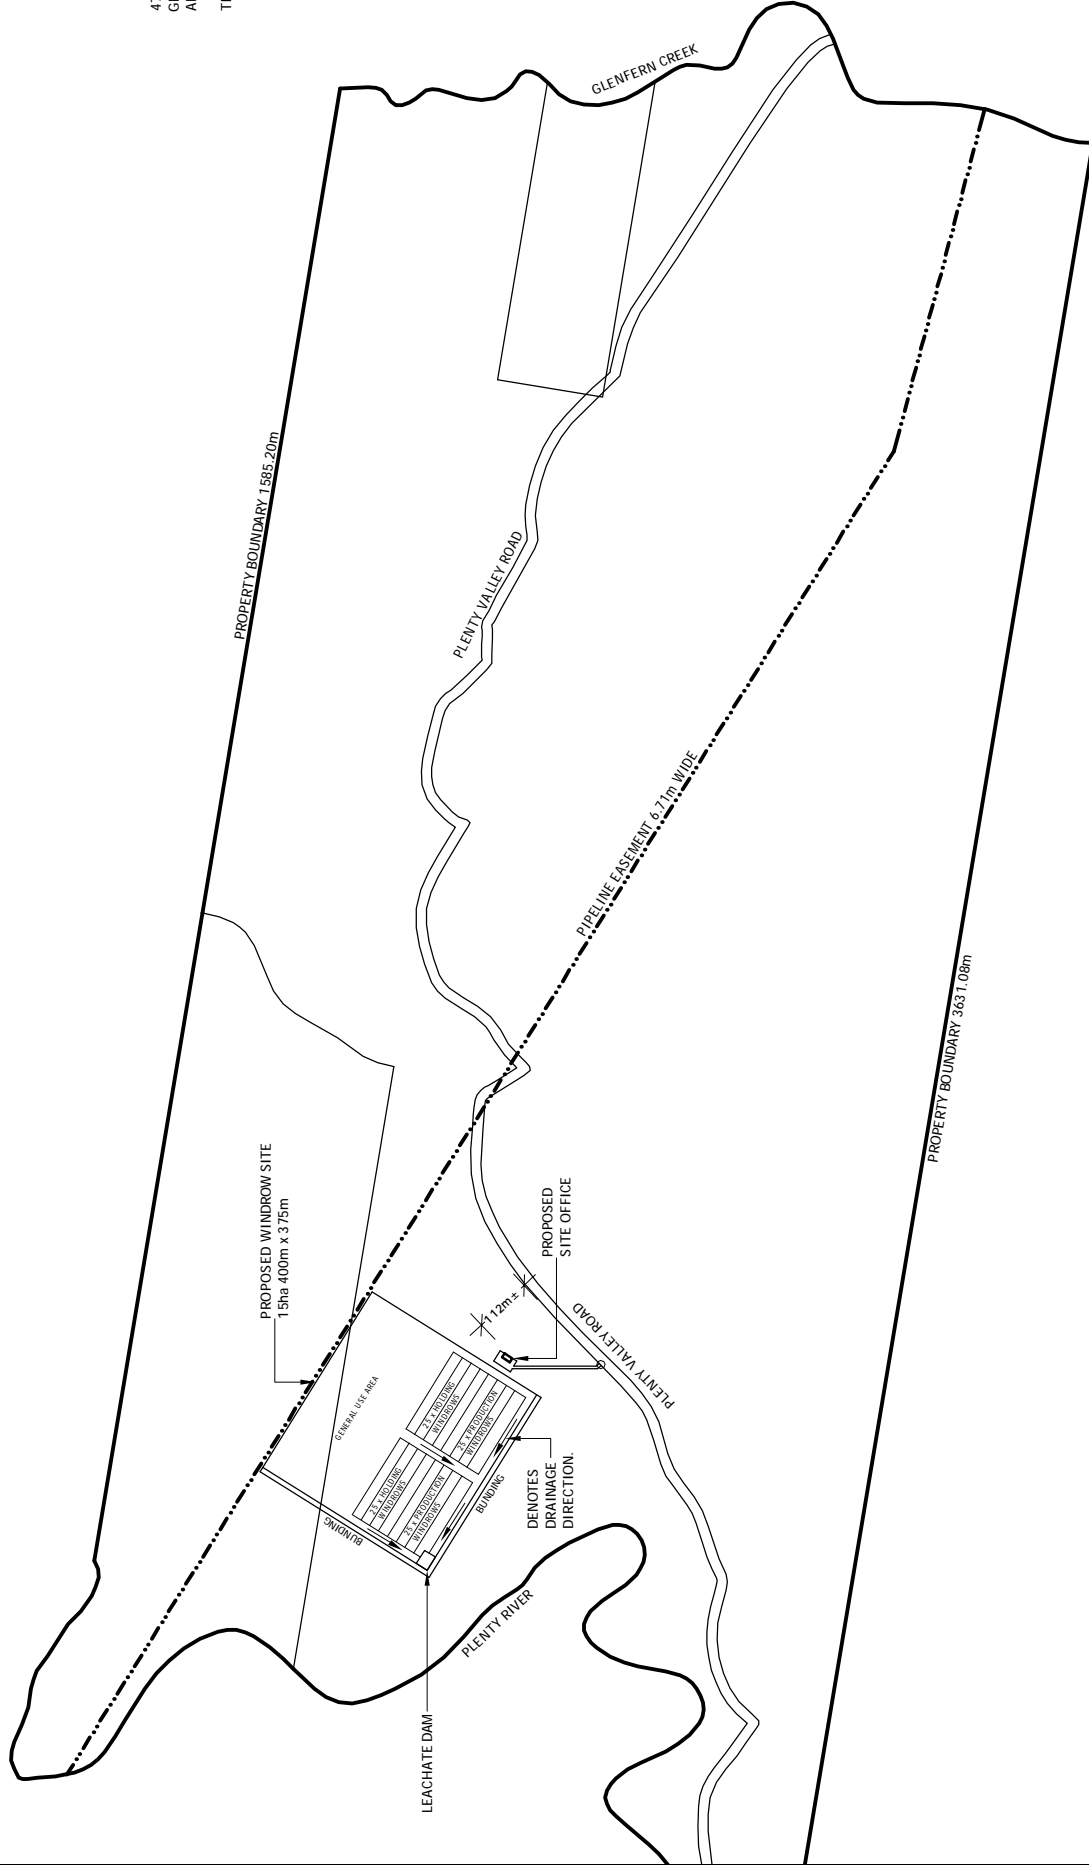 GLENFERN CREEK
PROPERTY BOUNDARY 1585.20m
PLENTY VALLEY ROAD
PIPELINE EASEMENT 6.71m WIDE
PROPERTY BOUNDARY 3631.08m
PROPOSED WINDROW SITE
15ha 400m x 375m
PROPOSED
SITE OFFICE
112m±
PLENTY VALLEY ROAD
GENERAL USE AREA
25 x HOLDING
WINDROWS
25 x PRODUCTION
WINDROWS
25 x HOLDING
WINDROWS
25 x PRODUCTION
WINDROWS
BUNDING
BUNDING
DENOTES
DRAINAGE
DIRECTION.
PLENTY RIVER
LEACHATE DAM